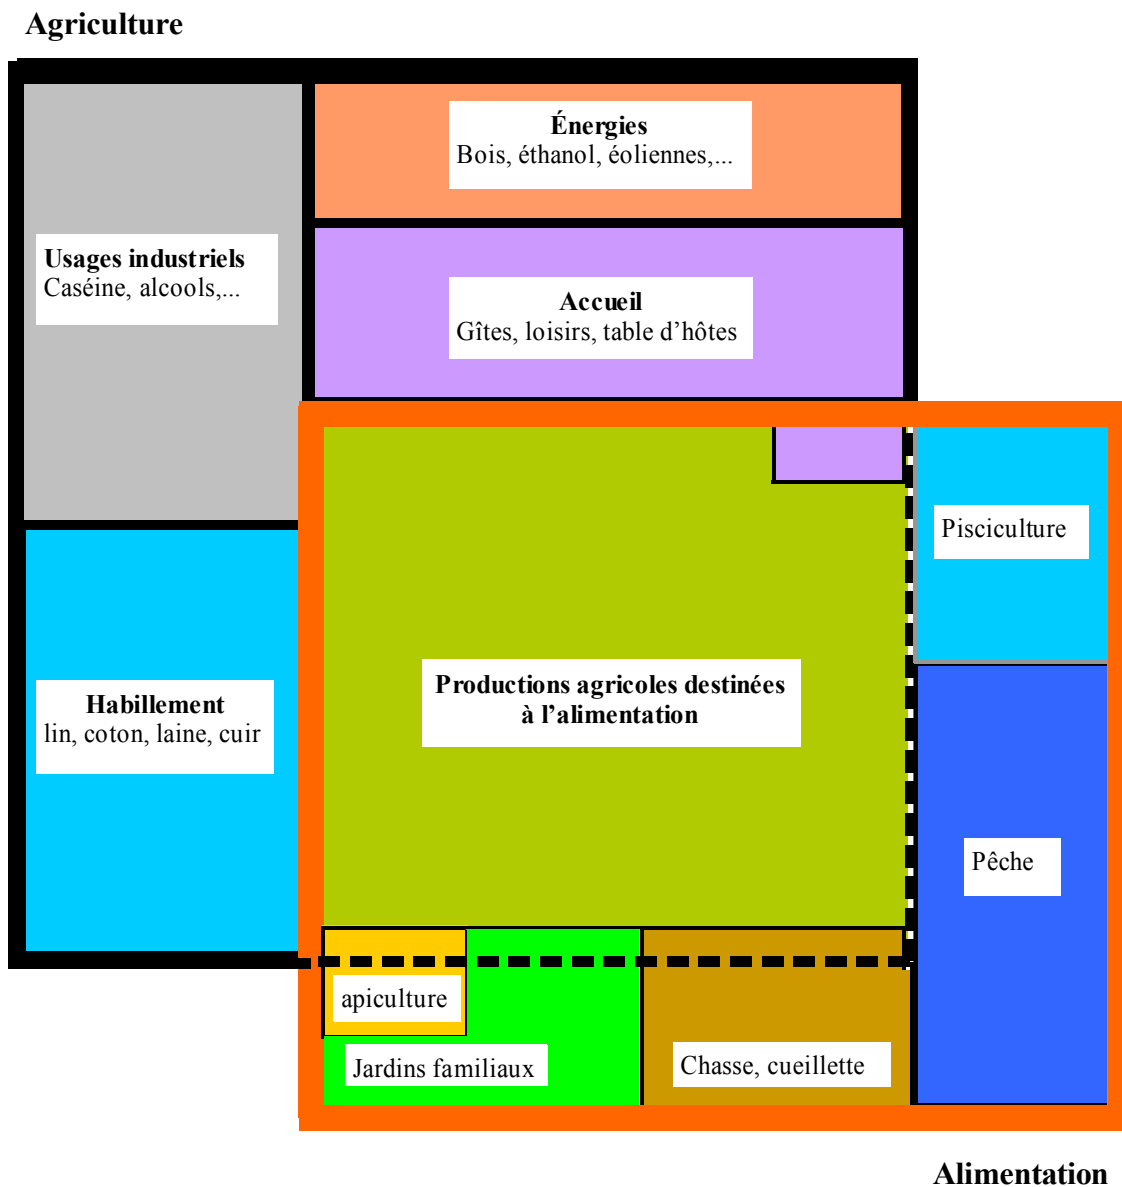 Agriculture
Énergies
Bois, éthanol, éoliennes,...
Usages industriels
Caséine, alcools,...
Accueil
Gîtes, loisirs, table d’hôtes
Pisciculture
Habillement
lin, coton, laine, cuir
Productions agricoles destinées
à l’alimentation
Pêche
apiculture
Jardins familiaux
Chasse, cueillette
Alimentation